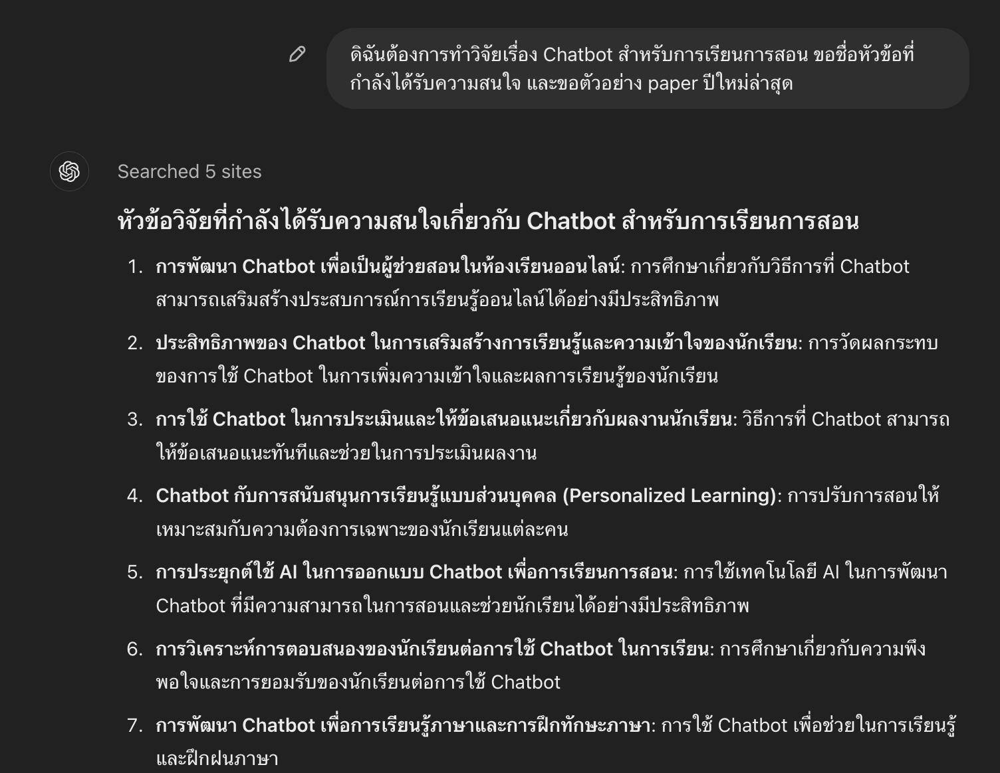 ดิฉันต้องการทำวิจัยเรื่อง Chatbot สำหรับการเรียนการสอน ขอชื่อหัวข้อที่
กำลังได้รับความสนใจ และขอตัวอย่าง paper ปีใหม่ล่าสุด
Searched 5 sites
หัวข้อวิจัยที่กำลังได้รับความสนใจเกี่ยวกับ Chatbot สำหรับการเรียนการสอน
1. การพัฒนา Chatbot เพื่อเป็นผู้ช่วยสอนในห้องเรียนออนไลน์: การศึกษาเกี่ยวกับวิธีการที่ Chatbot
สามารถเสริมสร้างประสบการณ์การเรียนรู้ออนไลน์ได้อย่างมีประสิทธิภาพ
2. ประสิทธิภาพของ Chatbot ในการเสริมสร้างการเรียนรู้และความเข้าใจของนักเรียน: การวัดผลกระทบ
ของการใช้ Chatbot ในการเพิ่มความเข้าใจและผลการเรียนรู้ของนักเรียน
3. การใช้ Chatbot ในการประเมินและให้ข้อเสนอแนะเกี่ยวกับผลงานนักเรียน: วิธีการที่ Chatbot สามารถ
ให้ข้อเสนอแนะทันทีและช่วยในการประเมินผลงาน
4. Chatbot กับการสนับสนุนการเรียนรู้แบบส่วนบุคคล (Personalized Learning): การปรับการสอนให้
เหมาะสมกับความต้องการเฉพาะของนักเรียนแต่ละคน
5. การประยุกต์ใช้ AI ในการออกแบบ Chatbot เพื่อการเรียนการสอน: การใช้เทคโนโลยี AI ในการพัฒนา
Chatbot ที่มีความสามารถในการสอนและช่วยนักเรียนได้อย่างมีประสิทธิภาพ
6. การวิเคราะห์การตอบสนองของนักเรียนต่อการใช้ Chatbot ในการเรียน: การศึกษาเกี่ยวกับความพึง
พอใจและการยอมรับของนักเรียนต่อการใช้ Chatbot
7. การพัฒนา Chatbot เพื่อการเรียนรู้ภาษาและการฝึกทักษะภาษา: การใช้ Chatbot เพื่อช่วยในการเรียนรู้
และฝึกฝนภาษา